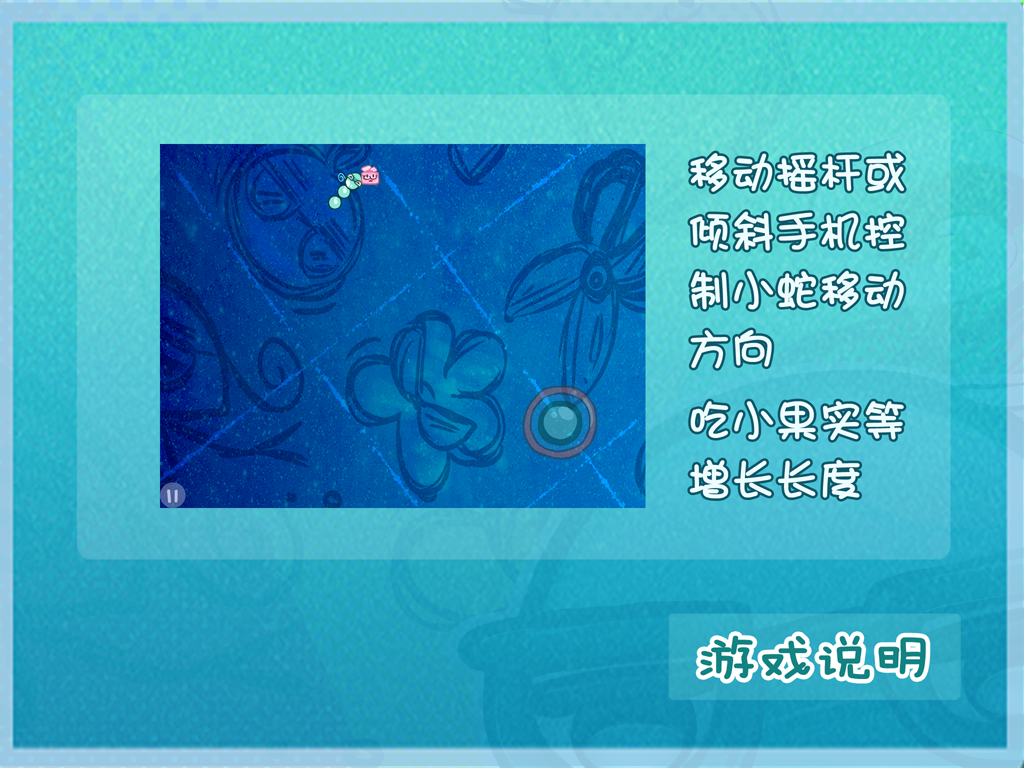 移动摇杆或
倾斜手机控
制小蛇移动
方向
吃小果实等
增长长度
游戏说明